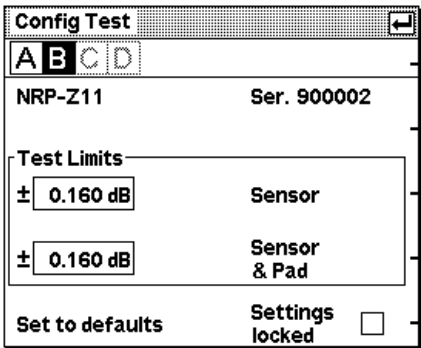 Config Test
A B C D
NRP-Z11 Ser. 900002
Test Limits
± 0.160 dB Sensor
± 0.160 dB Sensor
& Pad
Set to defaults Settings
locked